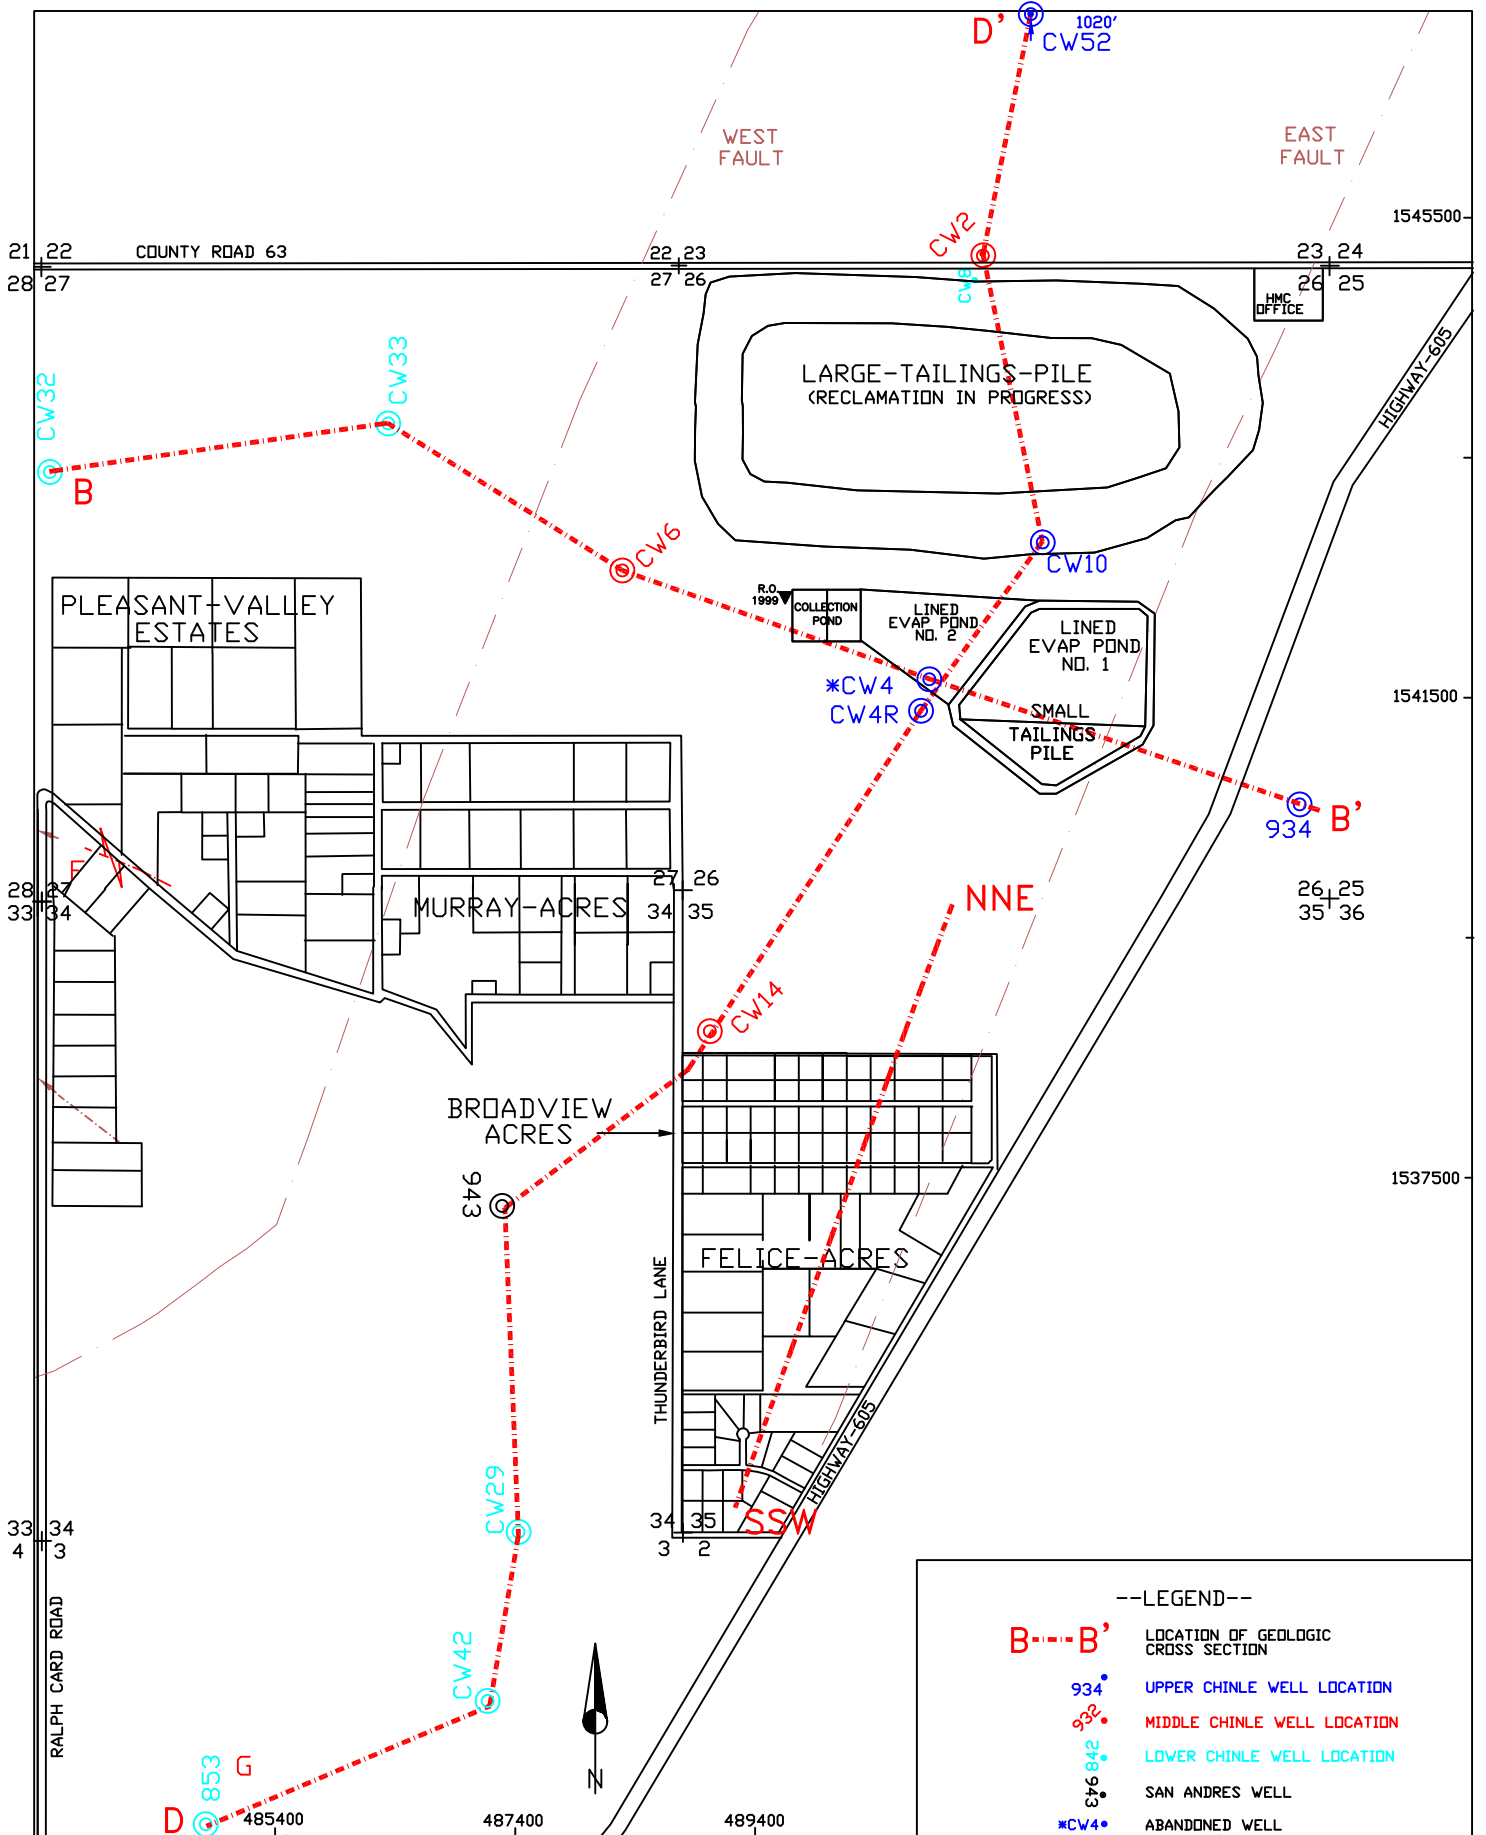 D'
1020'
CW52
WEST
FAULT
EAST
FAULT
1545500
CW2
21 22
COUNTY ROAD 63
22 23
23 24
28 27
27 26
26 25
CW8
HMC
OFFICE
HIGHWAY-605
CW33
CW32
LARGE-TAILINGS-PILE
(RECLAMATION IN PROGRESS)
B
CW6
CW10
R.O.
1999
COLLECTION
POND
LINED
EVAP POND
NO. 2
LINED
EVAP POND
NO. 1
PLEASANT-VALLEY
ESTATES
*CW4
CW4R
1541500
SMALL
TAILINGS
PILE
934
B'
F
28 27
33 34
27 26
34 35
26 25
35 36
MURRAY-ACRES
NNE
CW14
BROADVIEW
ACRES
943
1537500
FELICE-ACRES
THUNDERBIRD LANE
HIGHWAY-605
CW29
SSW
33 34
4 3
34 35
3 2
RALPH CARD ROAD
CW42
853
G
D
N
485400
487400
489400
--LEGEND--
B B' LOCATION OF GEOLOGIC
CROSS SECTION
934 UPPER CHINLE WELL LOCATION
932 MIDDLE CHINLE WELL LOCATION
842 LOWER CHINLE WELL LOCATION
943 SAN ANDRES WELL
*CW4 ABANDONED WELL